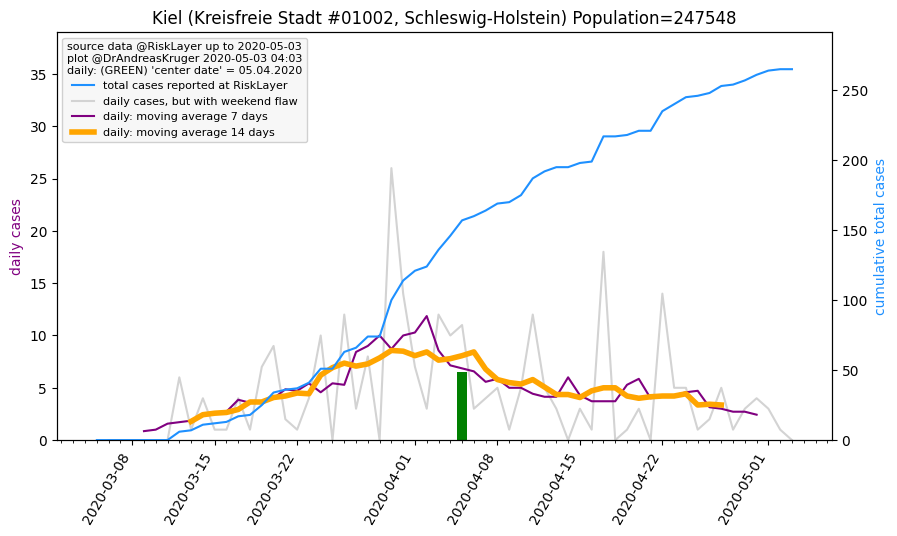 Kiel (Kreisfreie Stadt #01002, Schleswig-Holstein) Population=247548
source data @RiskLayer up to 2020-05-03
plot @DrAndreasKruger 2020-05-03 04:03
daily: (GREEN) 'center date' = 05.04.2020
total cases reported at RiskLayer
daily cases, but with weekend flaw
daily: moving average 7 days
daily: moving average 14 days
daily cases
35
30
25
20
15
10
5
0
cumulative total cases
250
200
150
100
50
0
2020-03-08
2020-03-15
2020-03-22
2020-04-01
2020-04-08
2020-04-15
2020-04-22
2020-05-01